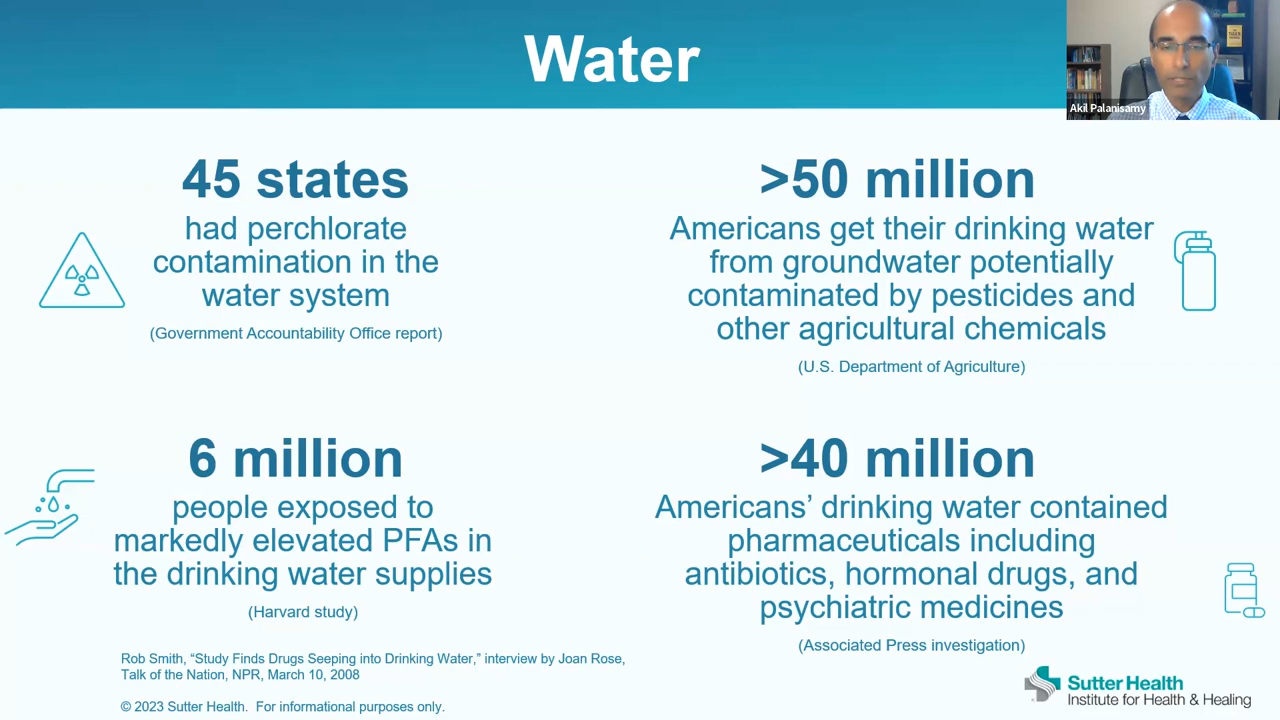 Water
Akil Palanisamy
45 states
had perchlorate
contamination in the
water system
(Government Accountability Office report)
>50 million
Americans get their drinking water
from groundwater potentially
contaminated by pesticides and
other agricultural chemicals
(U.S. Department of Agriculture)
6 million
people exposed to
markedly elevated PFAs in
the drinking water supplies
(Harvard study)
>40 million
Americans’ drinking water contained
pharmaceuticals including
antibiotics, hormonal drugs, and
psychiatric medicines
(Associated Press investigation)
Rob Smith, “Study Finds Drugs Seeping into Drinking Water,” interview by Joan Rose,
Talk of the Nation, NPR, March 10, 2008
© 2023 Sutter Health. For informational purposes only.
Sutter Health
Institute for Health & Healing